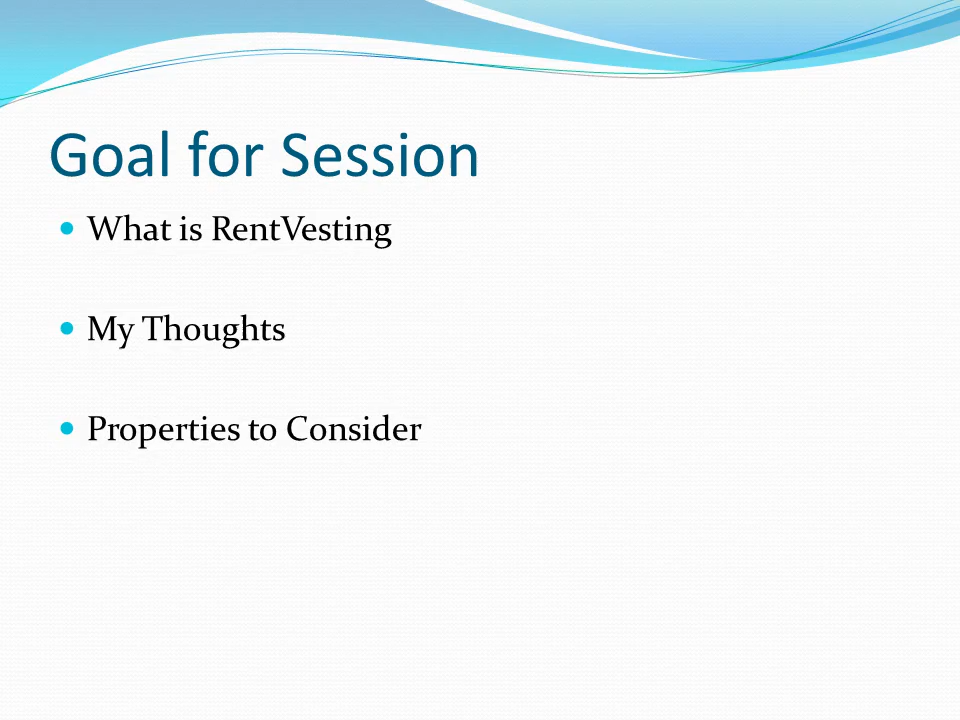 Goal for Session
What is RentVesting
My Thoughts
Properties to Consider